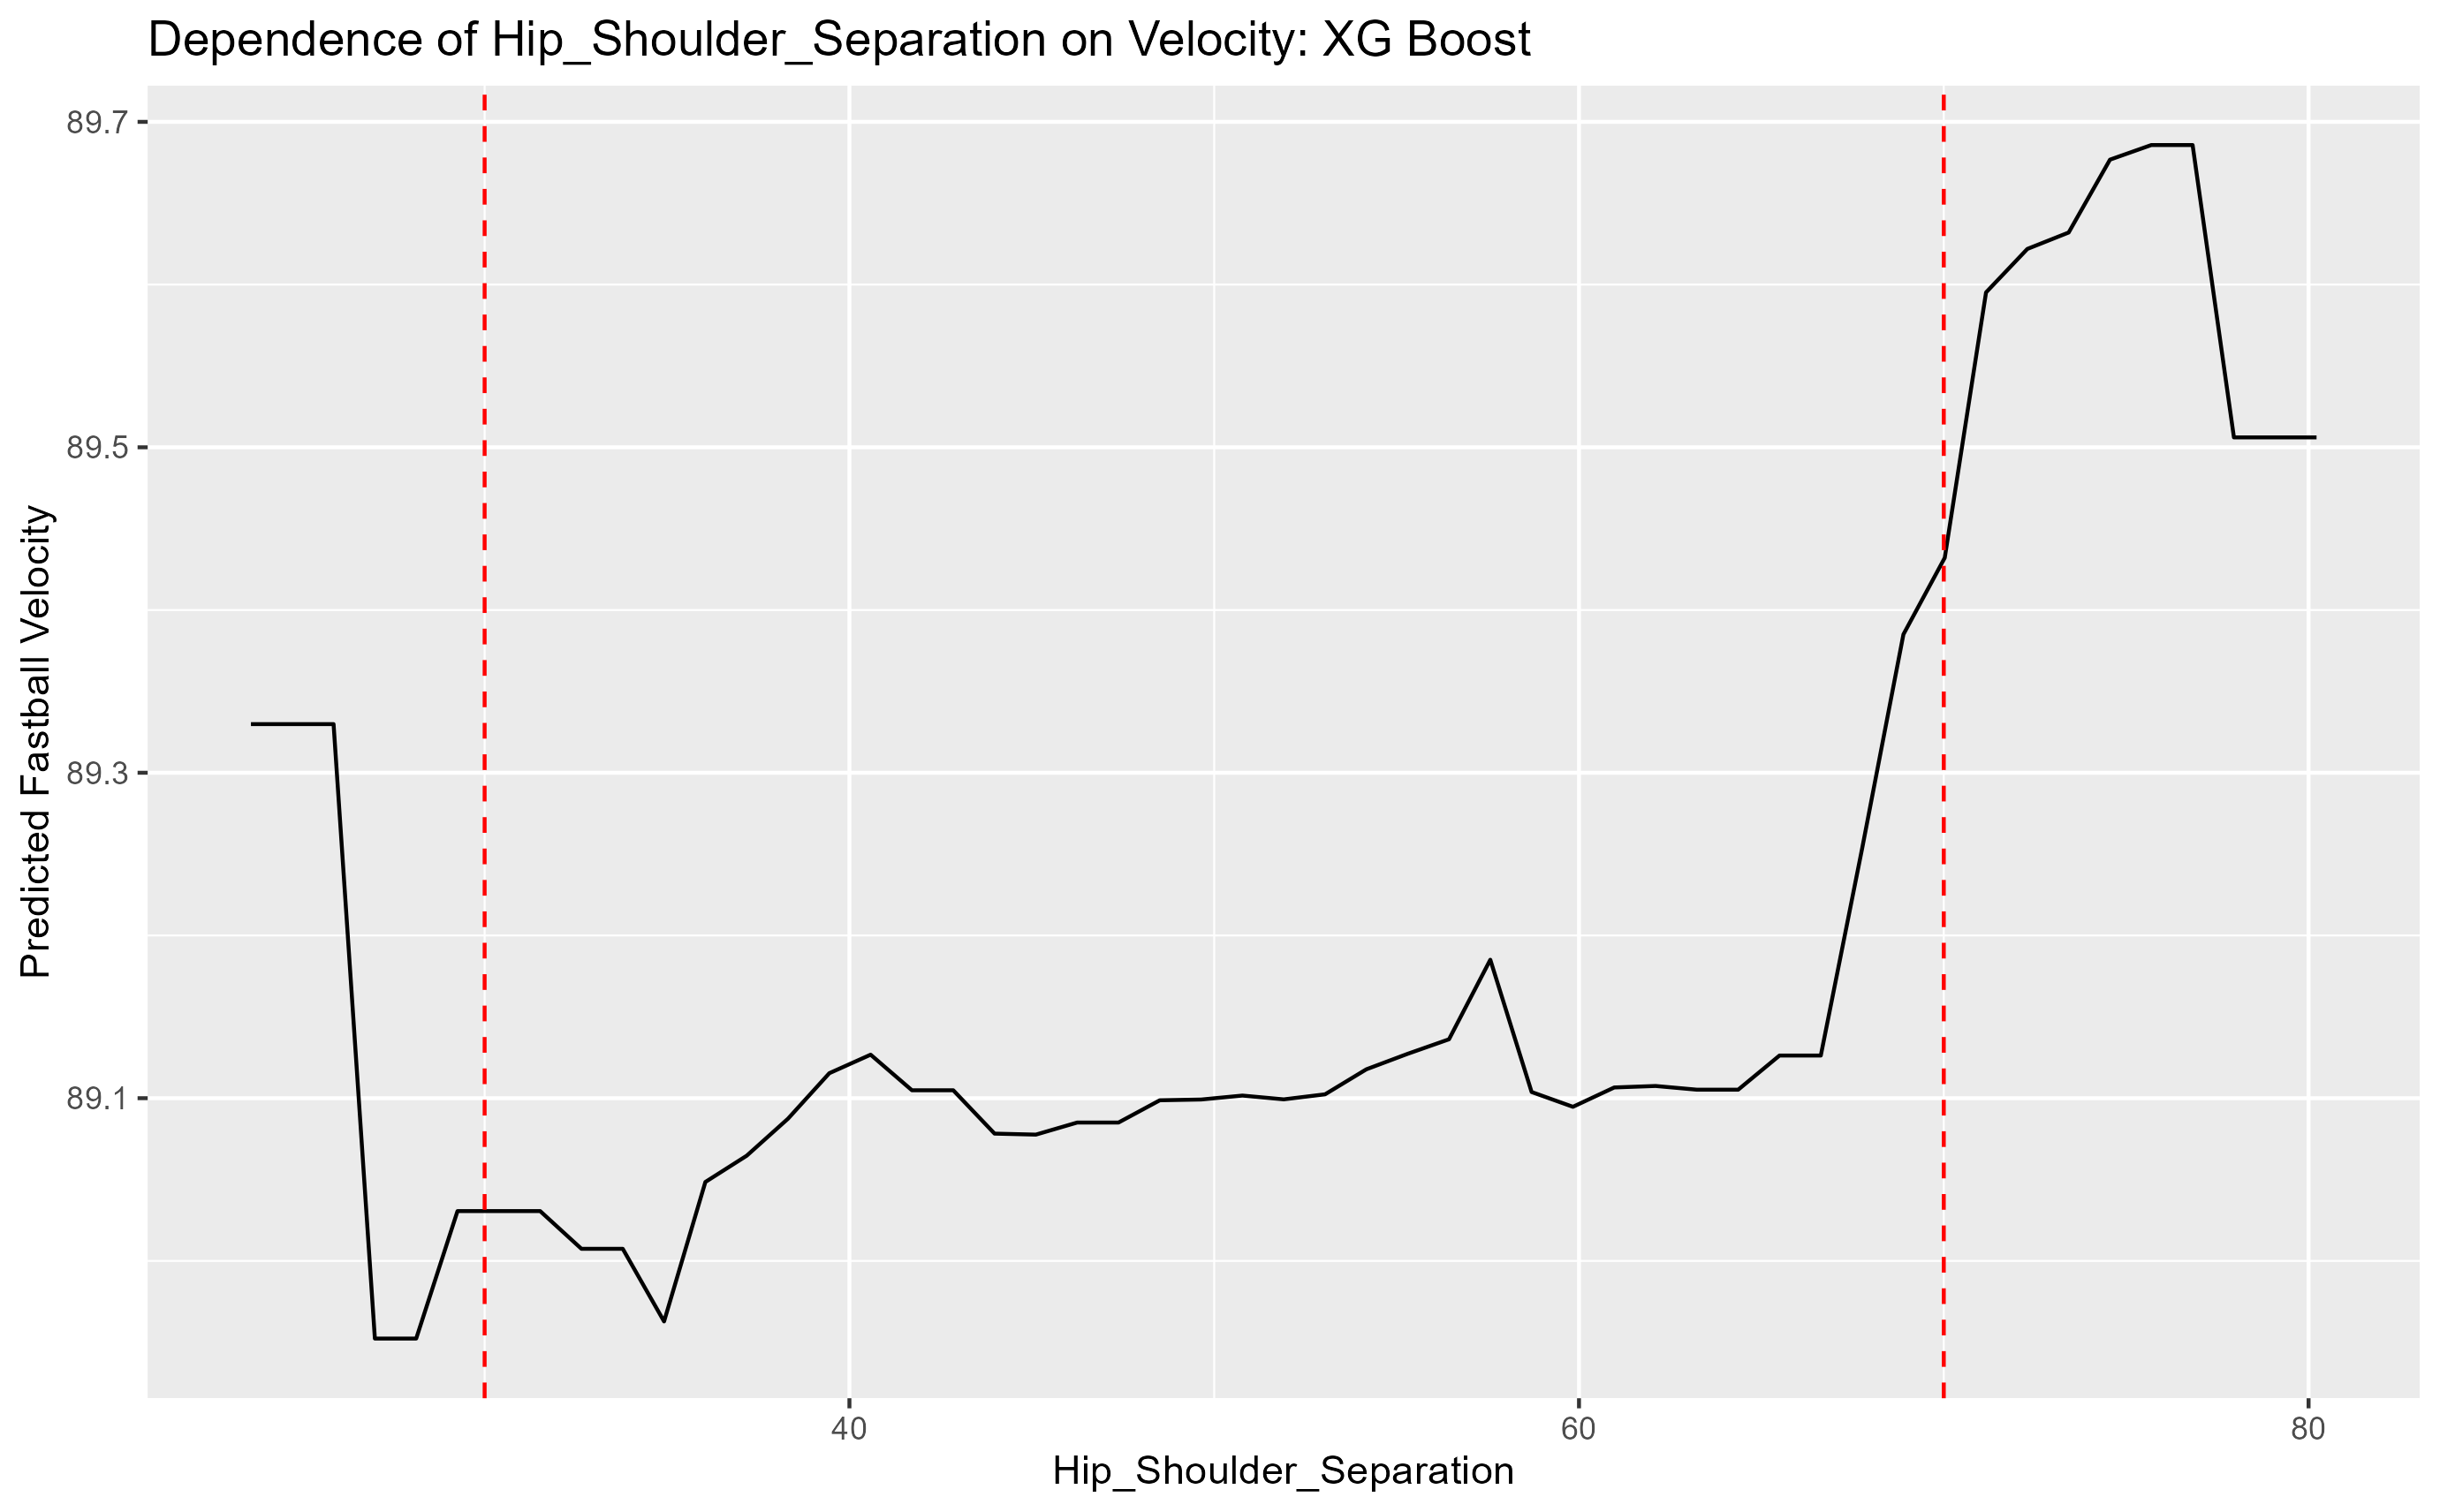 Dependence of Hip_Shoulder_Separation on Velocity: XG Boost
Predicted Fastball Velocity
89.7
89.5
89.3
89.1
40 60 80
Hip_Shoulder_Separation